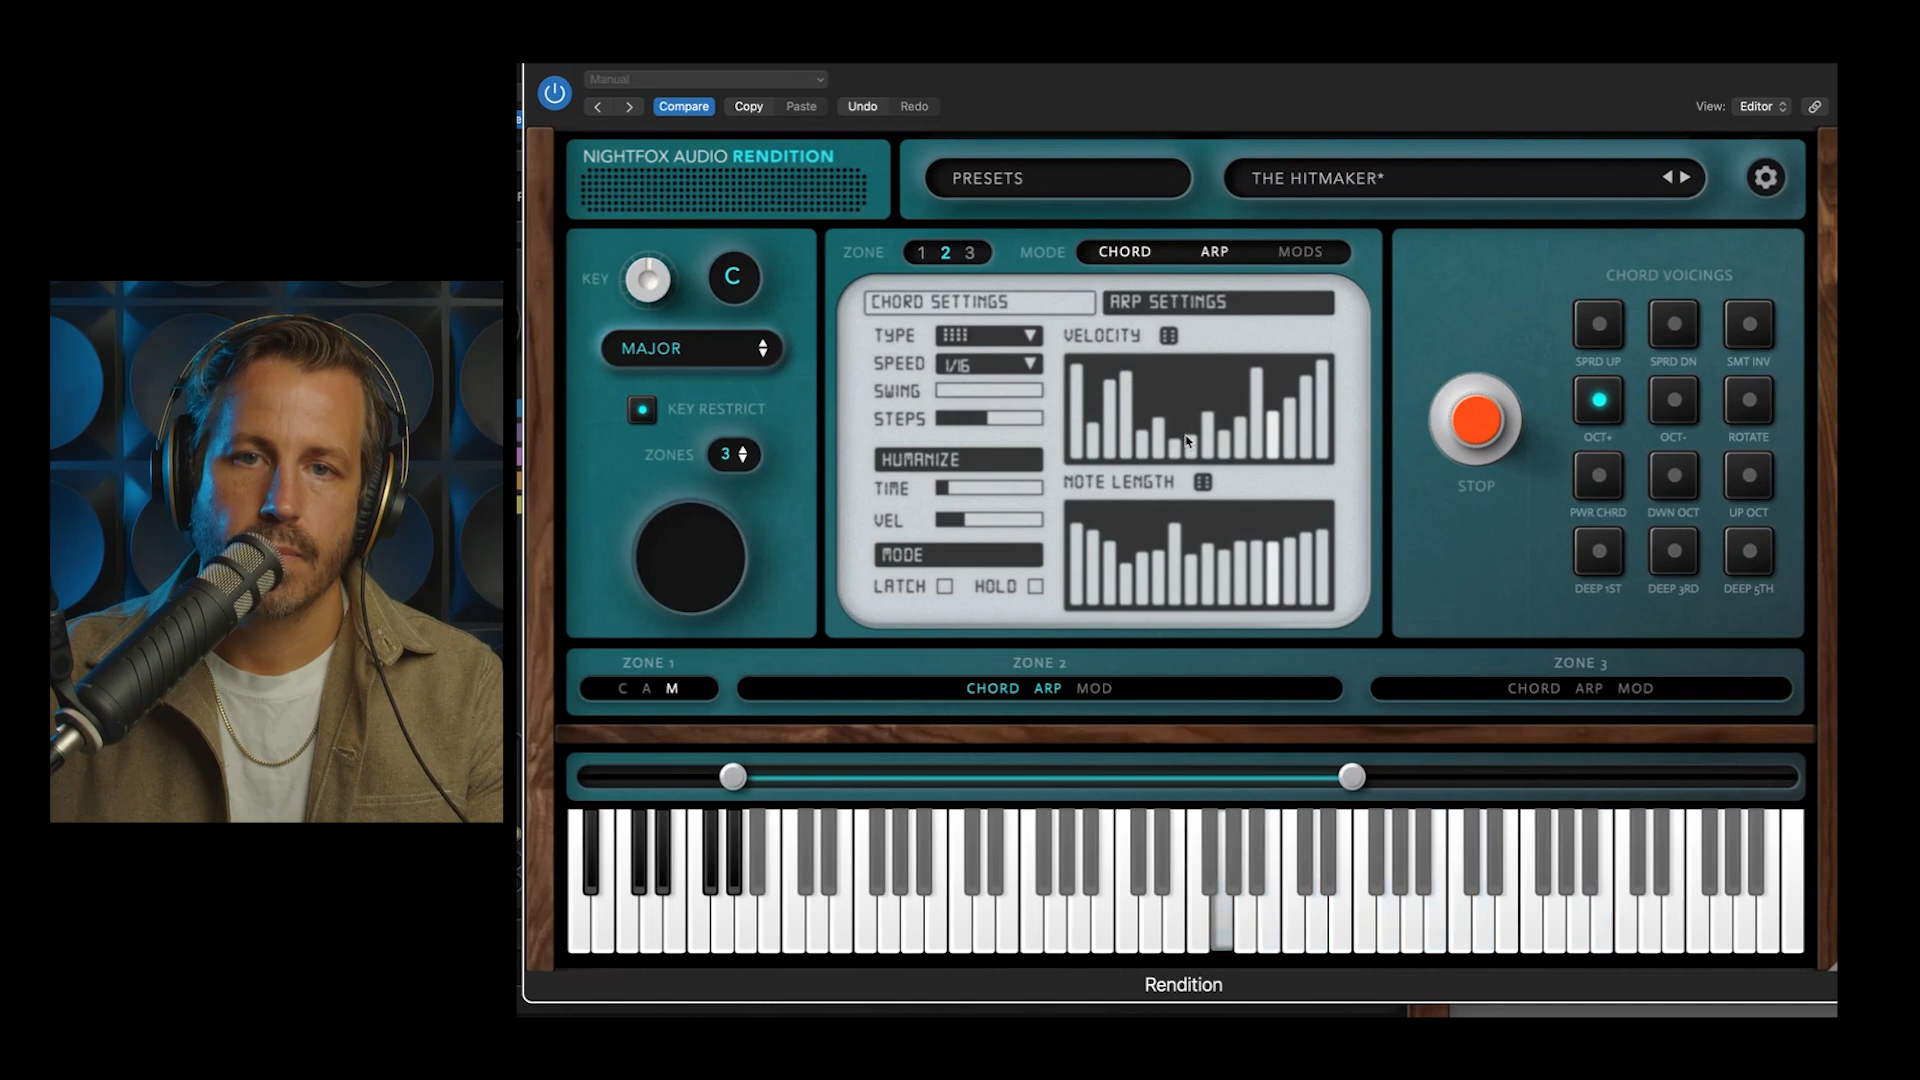 Manual
Compare Copy Paste Undo Redo
View: Editor
NIGHTFOX AUDIO RENDITION
PRESETS
THE HITMAKER*
KEY
C
MAJOR
KEY RESTRICT
ZONES 3
ZONE 1 2 3 MODE CHORD ARP MODS
CHORD SETTINGS
ARP SETTINGS
TYPE
SPEED 1/16
SWING
STEPS
HUMANIZE
TIME
VEL
MODE
LATCH HOLD
VELOCITY
NOTE LENGTH
STOP
CHORD VOICINGS
SPRD UP SPRD DN SMT INV
OCT+ OCT- ROTATE
PWR CHRD DWN OCT UP OCT
DEEP 1ST DEEP 3RD DEEP 5TH
ZONE 1
C A M
ZONE 2
CHORD ARP MOD
ZONE 3
CHORD ARP MOD
Rendition